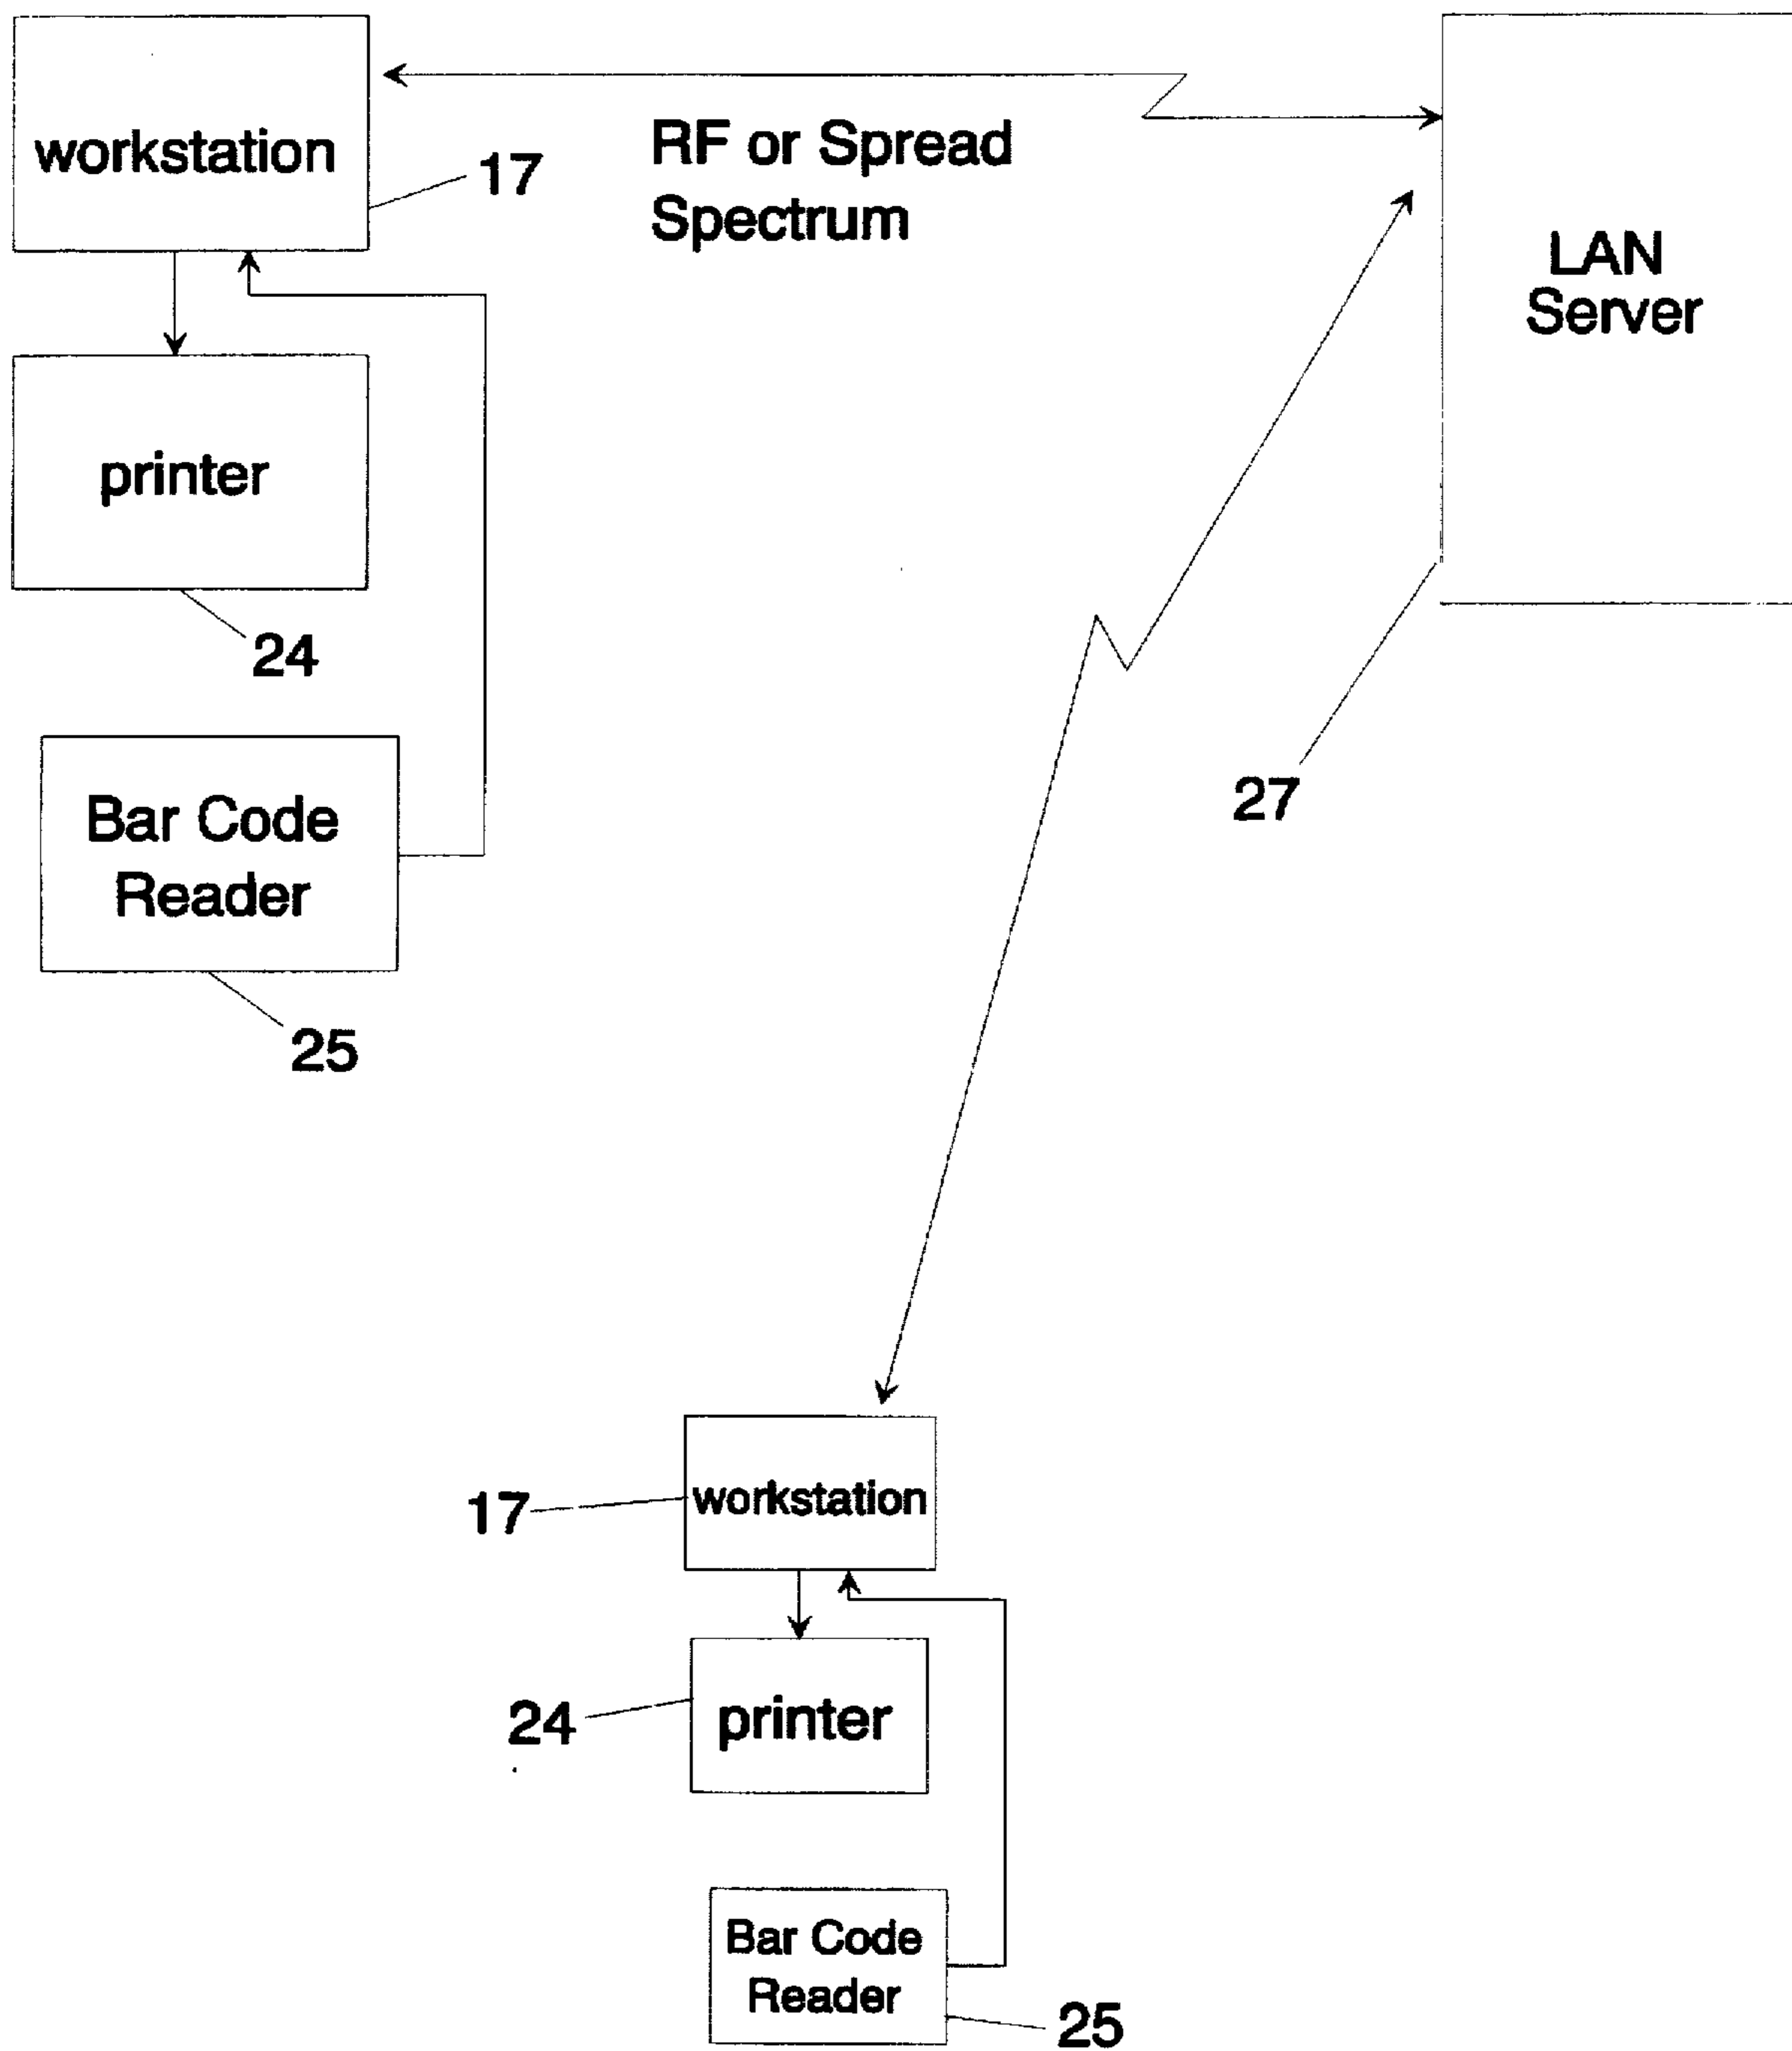 workstation
17
RF or Spread
Spectrum
LAN
Server
printer
24
27
Bar Code
Reader
25
17
workstation
24
printer
Bar Code
Reader
25